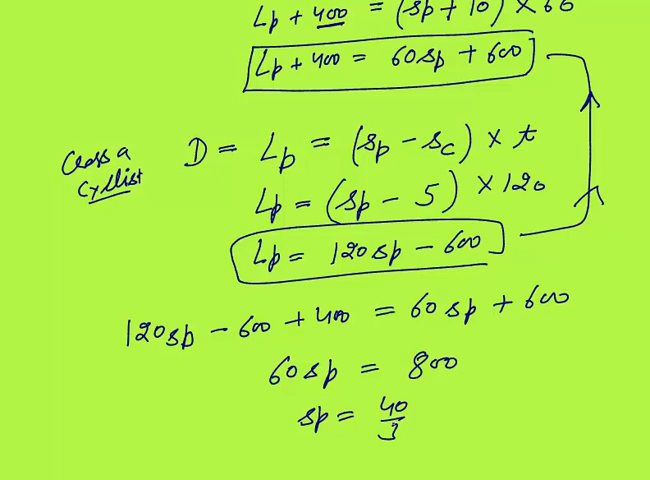 Lp + 400 = (sp + 10) × 60
Lp + 400 = 60sp + 600
Cross a cyclist
D = Lp = (sp - sc) × t
Lp = (sp - 5) × 120
Lp = 120sp - 600
120sp - 600 + 400 = 60sp + 600
60sp = 800
sp = 40/3